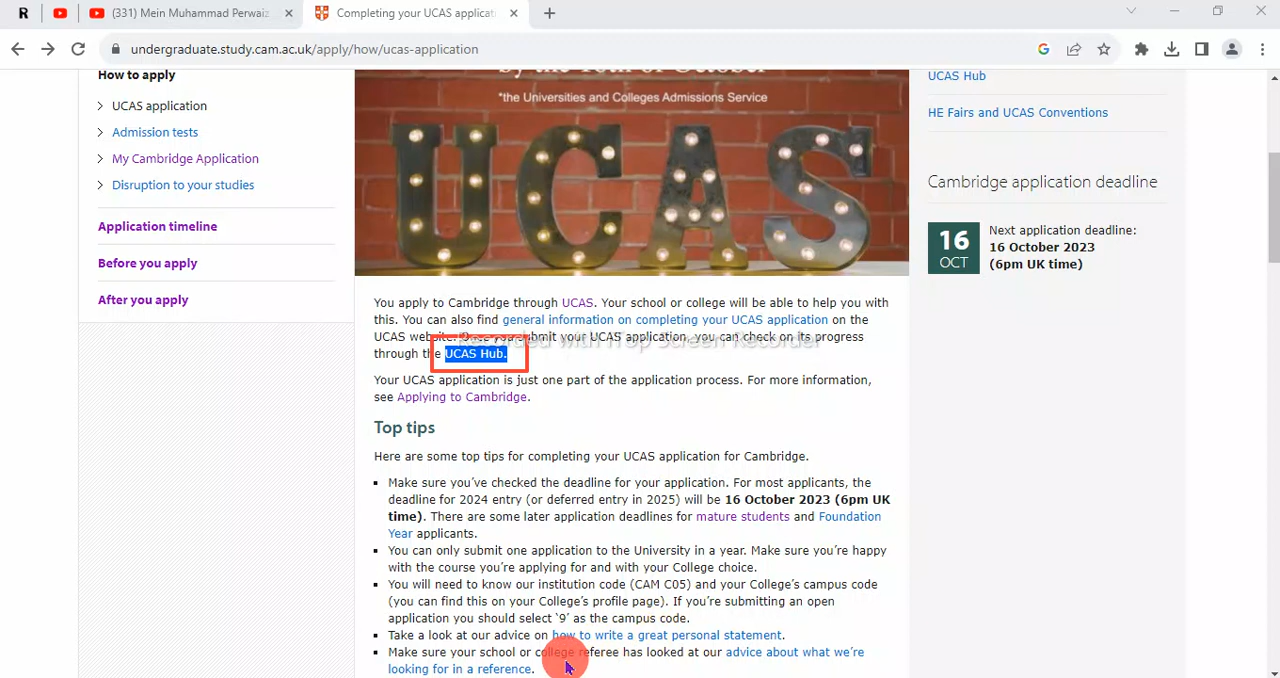 R
(331) Mein Muhammad Perwaiz
Completing your UCAS applicat
undergraduate.study.cam.ac.uk/apply/how/ucas-application
How to apply
UCAS application
Admission tests
My Cambridge Application
Disruption to your studies
Application timeline
Before you apply
After you apply
by the 16th of October*
*the Universities and Colleges Admissions Service
UCAS
You apply to Cambridge through UCAS. Your school or college will be able to help you with
this. You can also find general information on completing your UCAS application on the
UCAS website. Once you submit your UCAS application, you can check on its progress
through the UCAS Hub.
Recorded with iTop Screen Recorder
Your UCAS application is just one part of the application process. For more information,
see Applying to Cambridge.
Top tips
Here are some top tips for completing your UCAS application for Cambridge.
Make sure you've checked the deadline for your application. For most applicants, the
deadline for 2024 entry (or deferred entry in 2025) will be 16 October 2023 (6pm UK
time). There are some later application deadlines for mature students and Foundation
Year applicants.
You can only submit one application to the University in a year. Make sure you're happy
with the course you're applying for and with your College choice.
You will need to know our institution code (CAM C05) and your College's campus code
(you can find this on your College's profile page). If you're submitting an open
application you should select '9' as the campus code.
Take a look at our advice on how to write a great personal statement.
Make sure your school or college referee has looked at our advice about what we're
looking for in a reference.
UCAS Hub
HE Fairs and UCAS Conventions
Cambridge application deadline
16
OCT
Next application deadline:
16 October 2023
(6pm UK time)